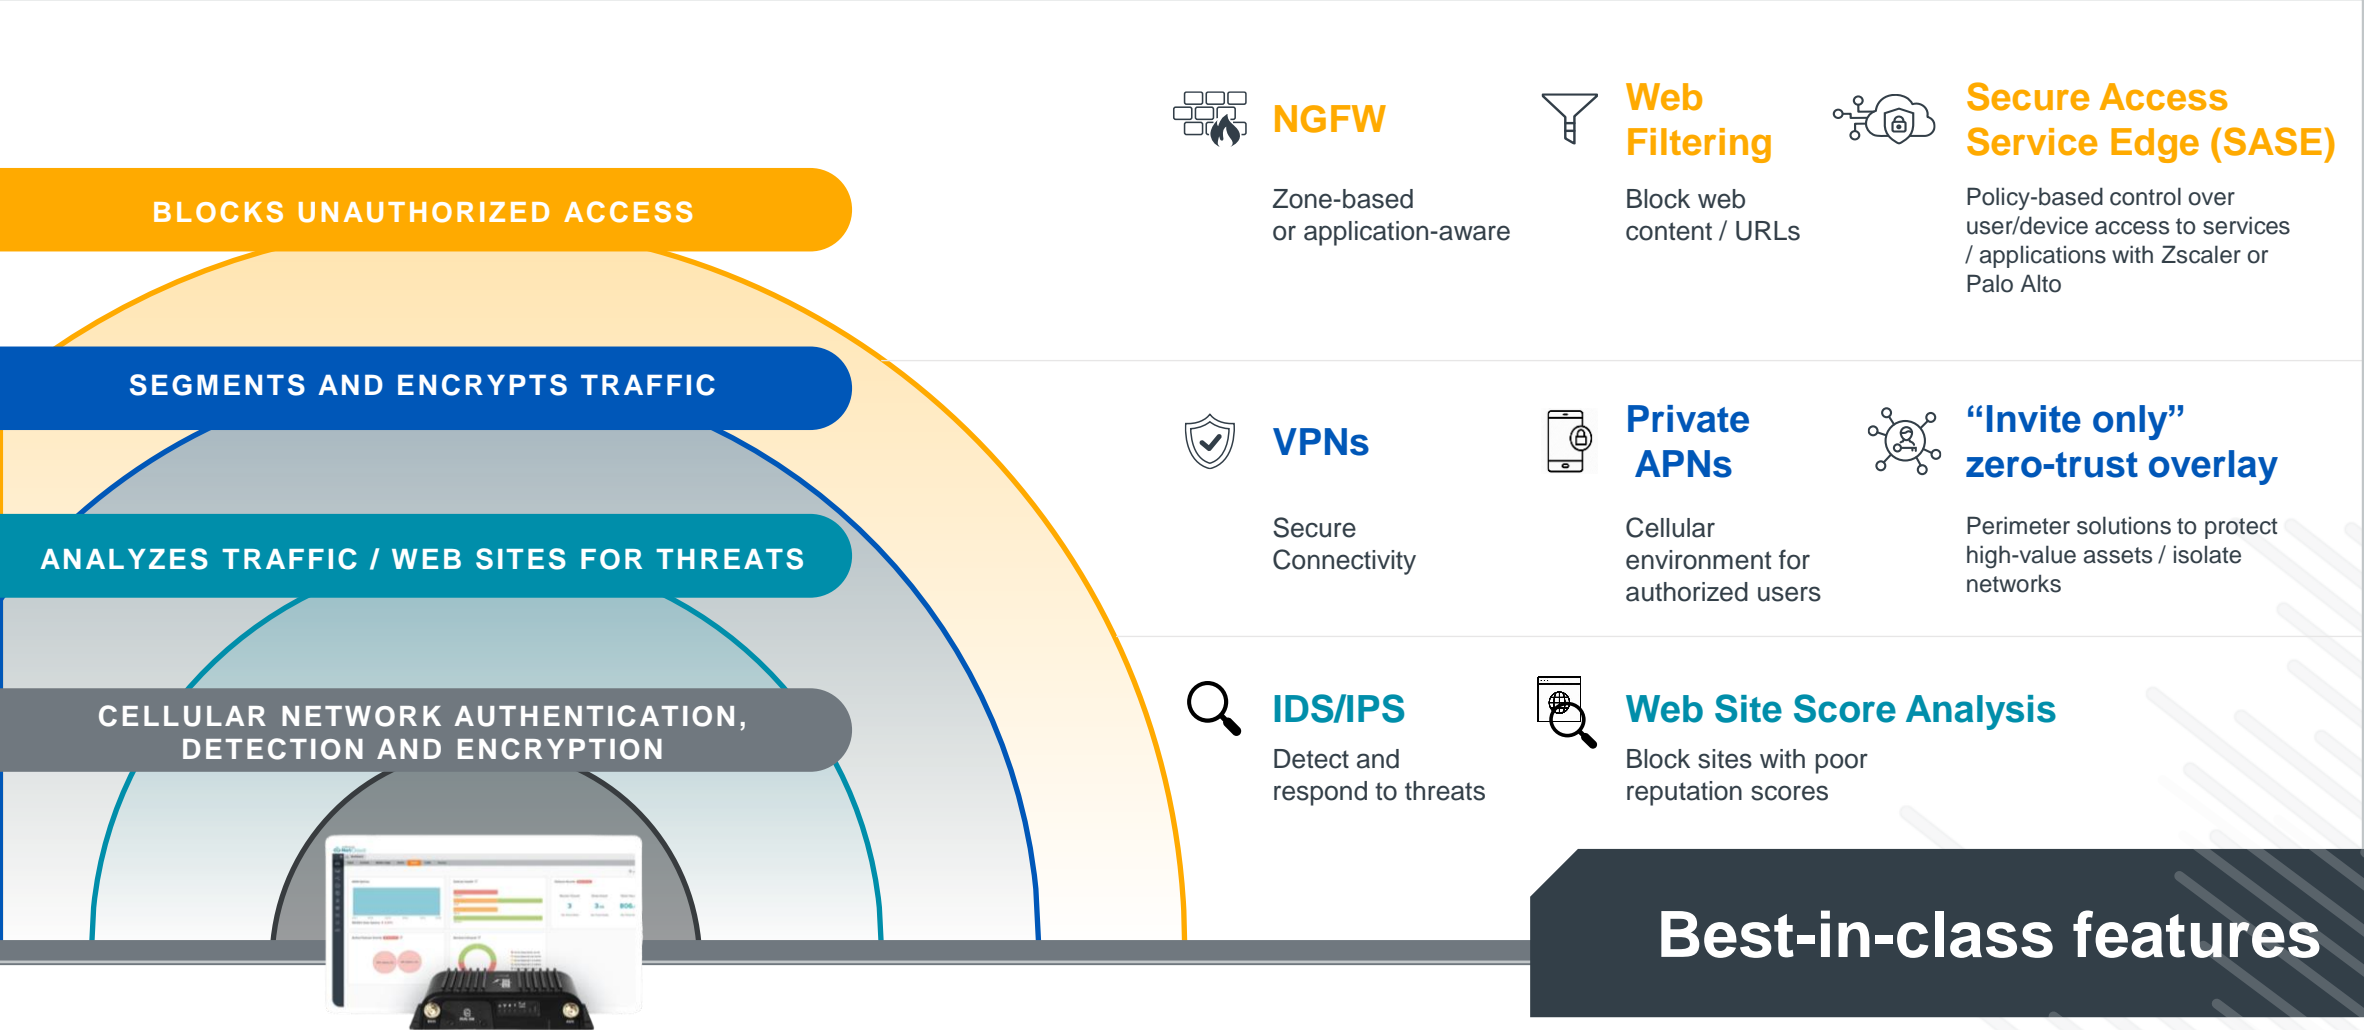 BLOCKS UNAUTHORIZED ACCESS
SEGMENTS AND ENCRYPTS TRAFFIC
ANALYZES TRAFFIC / WEB SITES FOR THREATS
CELLULAR NETWORK AUTHENTICATION,
DETECTION AND ENCRYPTION
NGFW
Zone-based
or application-aware
Web
Filtering
Block web
content / URLs
Secure Access
Service Edge (SASE)
Policy-based control over
user/device access to services
/ applications with Zscaler or
Palo Alto
VPNs
Secure
Connectivity
Private
APNs
Cellular
environment for
authorized users
“Invite only”
zero-trust overlay
Perimeter solutions to protect
high-value assets / isolate
networks
IDS/IPS
Detect and
respond to threats
Web Site Score Analysis
Block sites with poor
reputation scores
Best-in-class features